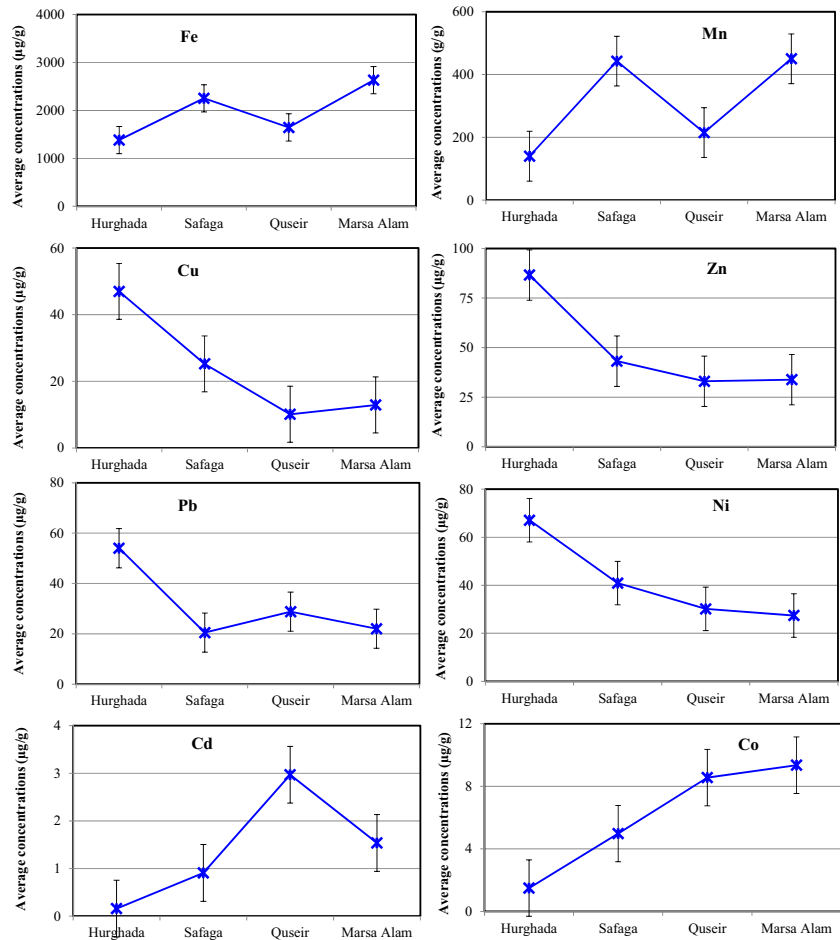 Fe
Average concentrations (µg/g)
4000
3000
2000
1000
0
Hurghada Safaga Quseir Marsa Alam
Mn
Average concentrations (g/g)
600
400
200
0
Hurghada Safaga Quseir Marsa Alam
Cu
Average concentrations (µg/g)
60
40
20
0
Hurghada Safaga Quseir Marsa Alam
Zn
Average concentrations (µg/g)
100
75
50
25
0
Hurghada Safaga Quseir Marsa Alam
Pb
Average concentrations (µg/g)
80
60
40
20
0
Hurghada Safaga Quseir Marsa Alam
Ni
Average concentrations (µg/g)
80
60
40
20
0
Hurghada Safaga Quseir Marsa Alam
Cd
Average concentrations (µg/g)
4
3
2
1
0
Hurghada Safaga Quseir Marsa Alam
Co
Average concentrations (µg/g)
12
8
4
0
Hurghada Safaga Quseir Marsa Alam